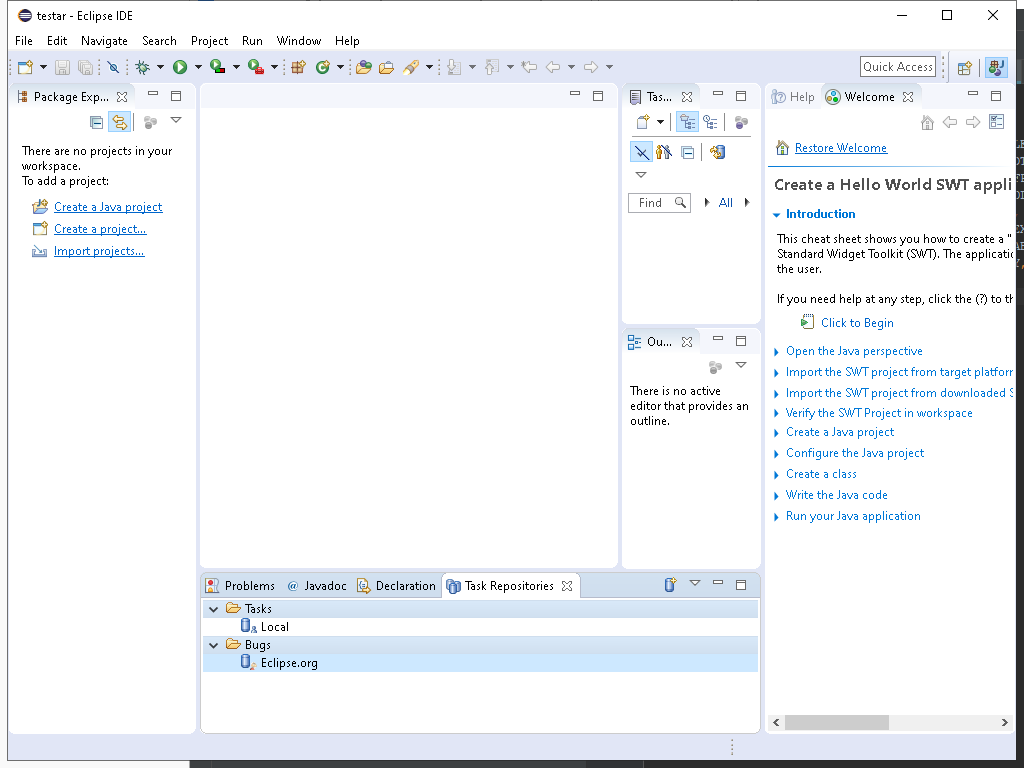 testar - Eclipse IDE
File Edit Navigate Search Project Run Window Help
Quick Access
Package Exp...
There are no projects in your
workspace.
To add a project:
Create a Java project
Create a project...
Import projects...
Tas...
Find
All
Ou...
There is no active
editor that provides an
outline.
Help
Welcome
Restore Welcome
Create a Hello World SWT appli
Introduction
This cheat sheet shows you how to create a "
Standard Widget Toolkit (SWT). The applicatio
the user.
If you need help at any step, click the (?) to th
Click to Begin
Open the Java perspective
Import the SWT project from target platform
Import the SWT project from downloaded S
Verify the SWT Project in workspace
Create a Java project
Configure the Java project
Create a class
Write the Java code
Run your Java application
Problems @ Javadoc Declaration Task Repositories
Tasks
Local
Bugs
Eclipse.org